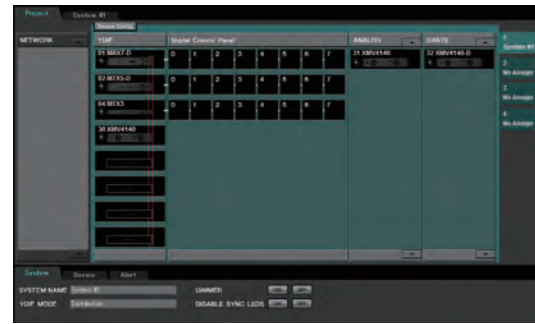 Project System #1
Device Config.
NETWORK YDIF Digital Control Panel ANALOG DANTE
1
System #1
2
No Assign
3
No Assign
4
No Assign
01 MRX7-D 0 1 2 3 4 5 6 7 31 XMV4140 32 XMV4140-D
02 MTX5-D 0 1 2 3 4 5 6 7
04 MTX3 0 1 2 3 4 5 6 7
30 XMV4140
System Device Alert
SYSTEM NAME System #1 DIMMER ON OFF
YDIF MODE Distribution DISABLE SYNC LEDS ON OFF